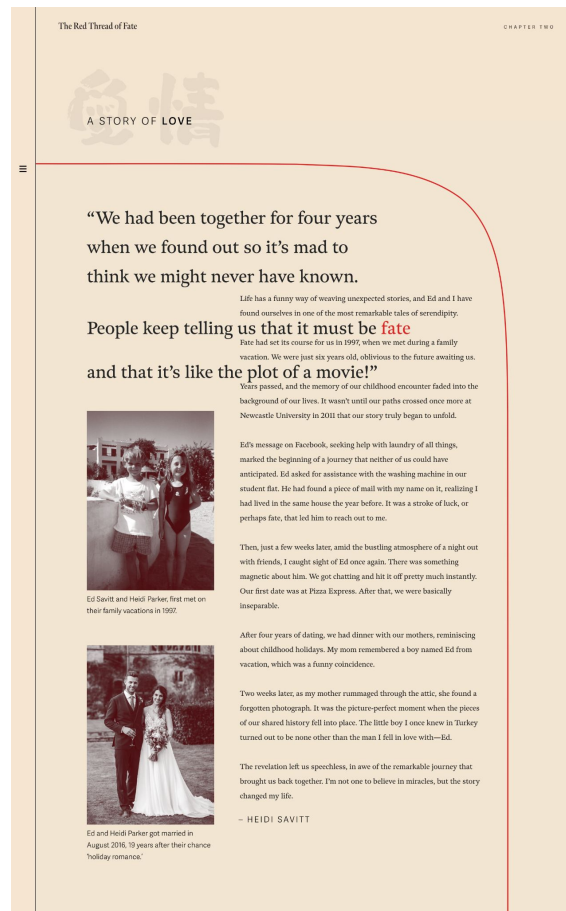 The Red Thread of Fate
CHAPTER TWO
愛情
A STORY OF LOVE
“We had been together for four years
when we found out so it’s mad to
think we might never have known.
People keep telling us that it must be fate
and that it’s like the plot of a movie!”
Life has a funny way of weaving unexpected stories, and Ed and I have
found ourselves in one of the most remarkable tales of serendipity.
Fate had set its course for us in 1997, when we met during a family
vacation. We were just six years old, oblivious to the future awaiting us.
Years passed, and the memory of our childhood encounter faded into the
background of our lives. It wasn’t until our paths crossed once more at
Newcastle University in 2011 that our story truly began to unfold.
Ed’s message on Facebook, seeking help with laundry of all things,
marked the beginning of a journey that neither of us could have
anticipated. Ed asked for assistance with the washing machine in our
student flat. He had found a piece of mail with my name on it, realizing I
had lived in the same house the year before. It was a stroke of luck, or
perhaps fate, that led him to reach out to me.
Then, just a few weeks later, amid the bustling atmosphere of a night out
with friends, I caught sight of Ed once again. There was something
magnetic about him. We got chatting and hit it off pretty much instantly.
Our first date was at Pizza Express. After that, we were basically
inseparable.
After four years of dating, we had dinner with our mothers, reminiscing
about childhood holidays. My mom remembered a boy named Ed from
vacation, which was a funny coincidence.
Two weeks later, as my mother rummaged through the attic, she found a
forgotten photograph. It was the picture-perfect moment when the pieces
of our shared history fell into place. The little boy I once knew in Turkey
turned out to be none other than the man I fell in love with—Ed.
The revelation left us speechless, in awe of the remarkable journey that
brought us back together. I’m not one to believe in miracles, but the story
changed my life.
– HEIDI SAVITT
Ed Savitt and Heidi Parker, first met on
their family vacations in 1997.
Ed and Heidi Parker got married in
August 2016, 19 years after their chance
‘holiday romance.’